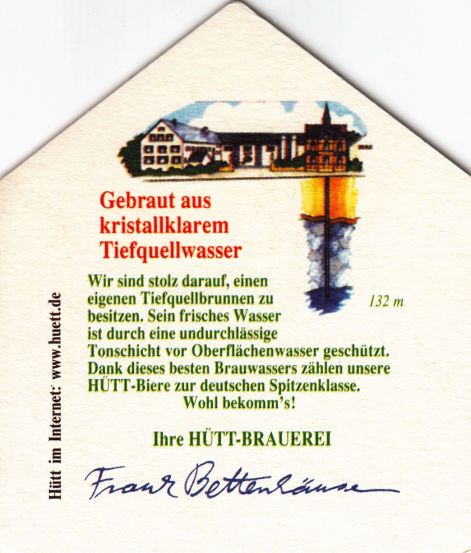 Gebraut aus
kristallklarem
Tiefquellwasser
Wir sind stolz darauf, einen
eigenen Tiefquellbrunnen zu
besitzen. Sein frisches Wasser
132 m
ist durch eine undurchlässige
Tonschicht vor Oberflächenwasser geschützt.
Dank dieses besten Brauwassers zählen unsere
HÜTT-Biere zur deutschen Spitzenklasse.
Wohl bekomm's!
Ihre HÜTT-BRAUEREI
Frank Bettenhäuser
Hütt im Internet: www.huett.de